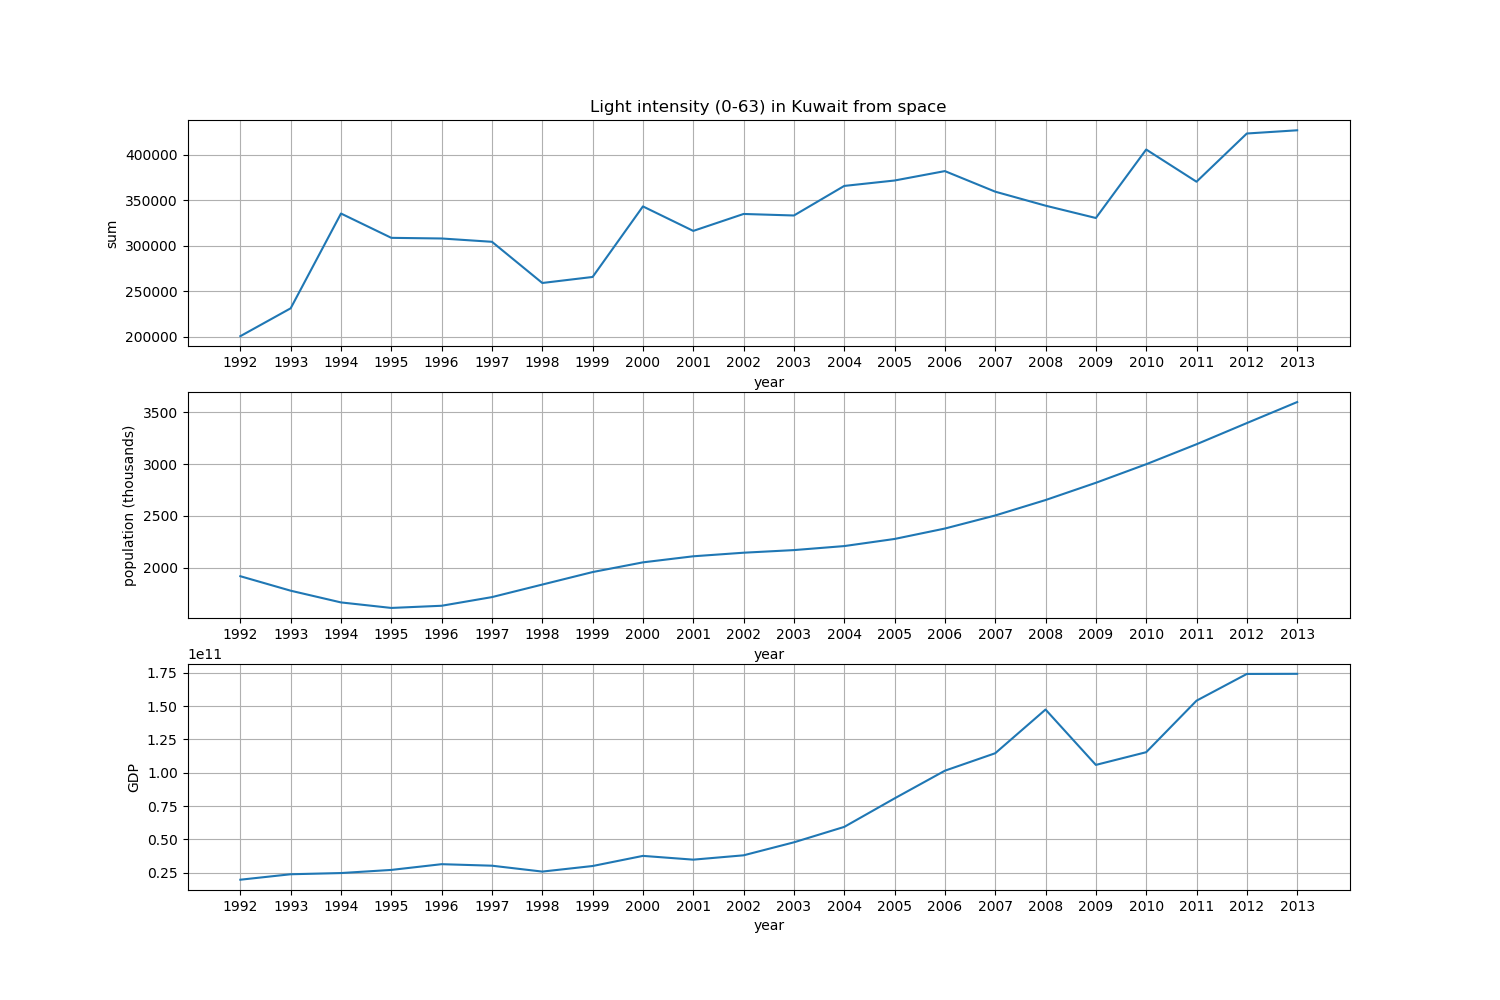 Light intensity (0-63) in Kuwait from space
400000
350000
300000
250000
200000
sum
1992 1993 1994 1995 1996 1997 1998 1999 2000 2001 2002 2003 2004 2005 2006 2007 2008 2009 2010 2011 2012 2013
year
3500
3000
2500
2000
population (thousands)
1992 1993 1994 1995 1996 1997 1998 1999 2000 2001 2002 2003 2004 2005 2006 2007 2008 2009 2010 2011 2012 2013
year
1e11
1.75
1.50
1.25
1.00
0.75
0.50
0.25
GDP
1992 1993 1994 1995 1996 1997 1998 1999 2000 2001 2002 2003 2004 2005 2006 2007 2008 2009 2010 2011 2012 2013
year